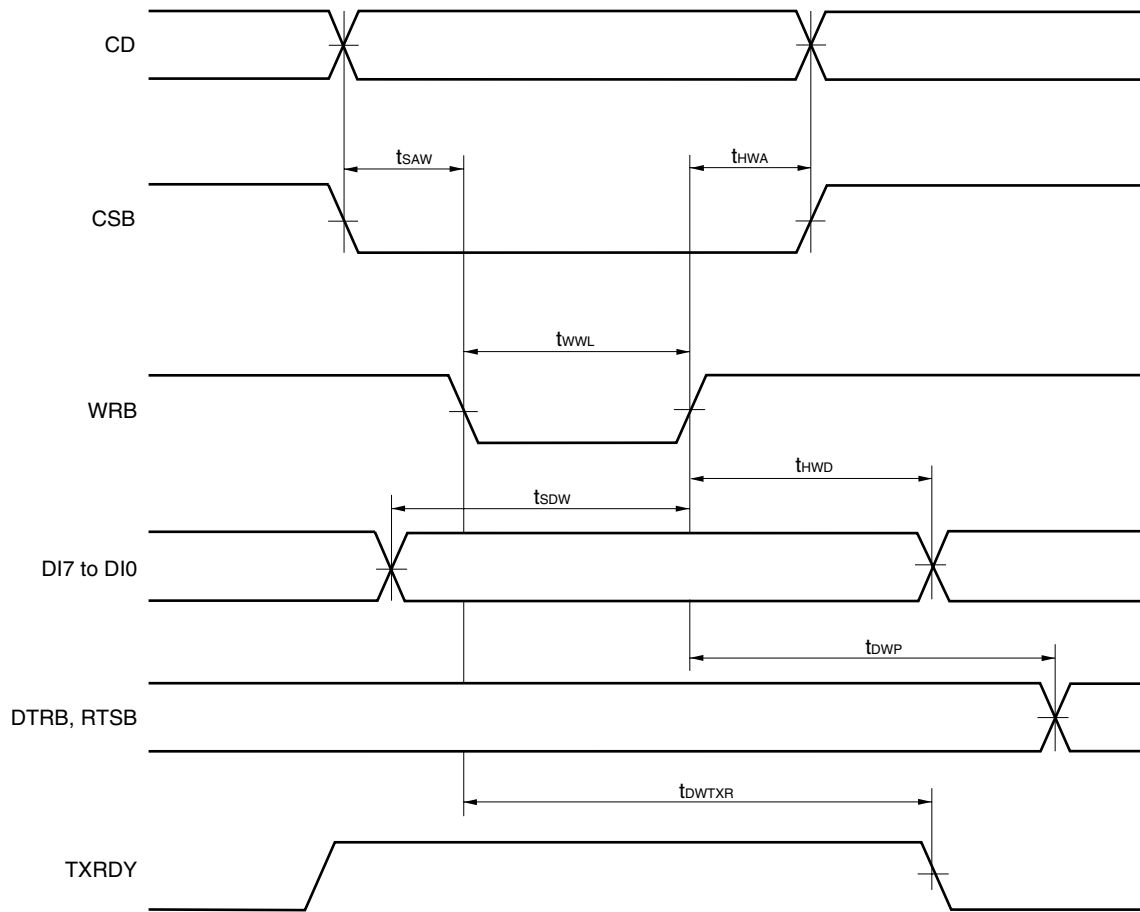 CD
tSAW
tHWA
CSB
tWWL
WRB
tHWD
tSDW
DI7 to DI0
tDWP
DTRB, RTSB
tDWTXR
TXRDY